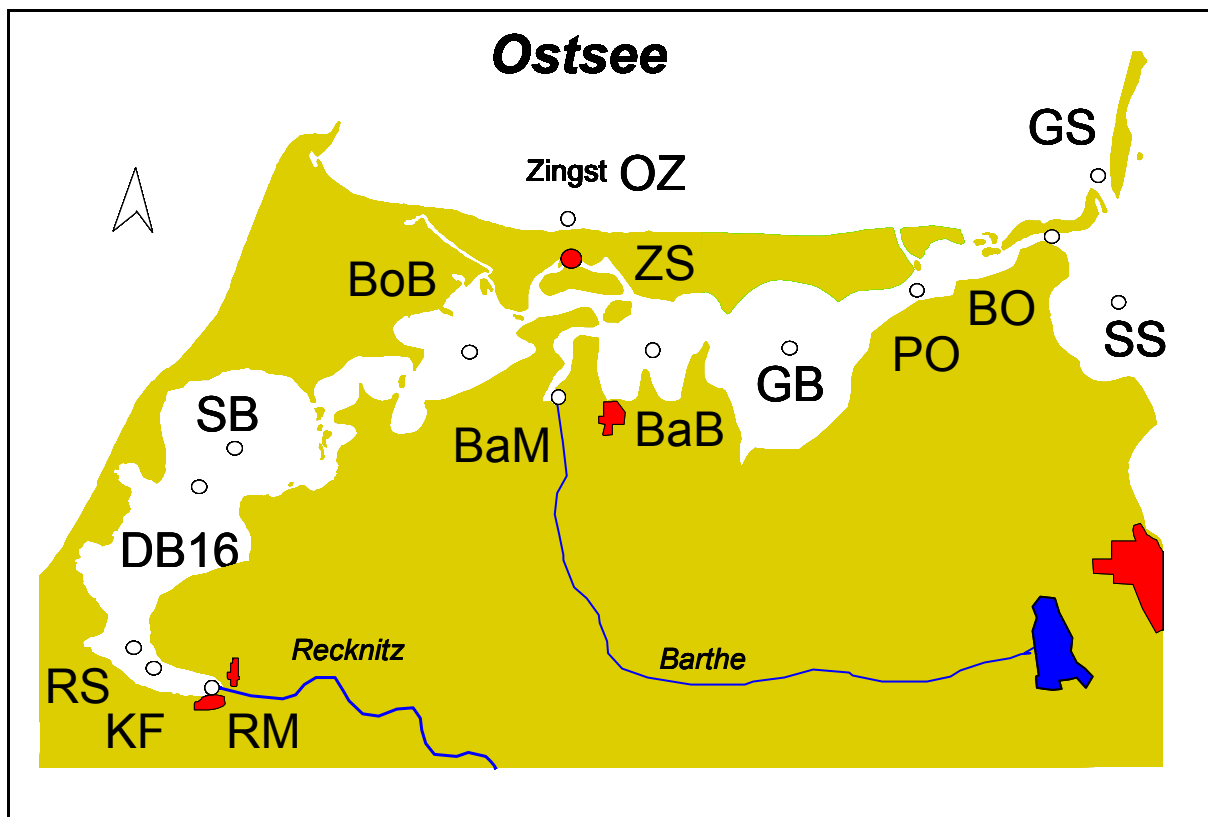 Ostsee
GS
Zingst OZ
ZS
BoB
BO
SS
PO
GB
SB
BaM
BaB
DB16
Recknitz
Barthe
RS
KF
RM